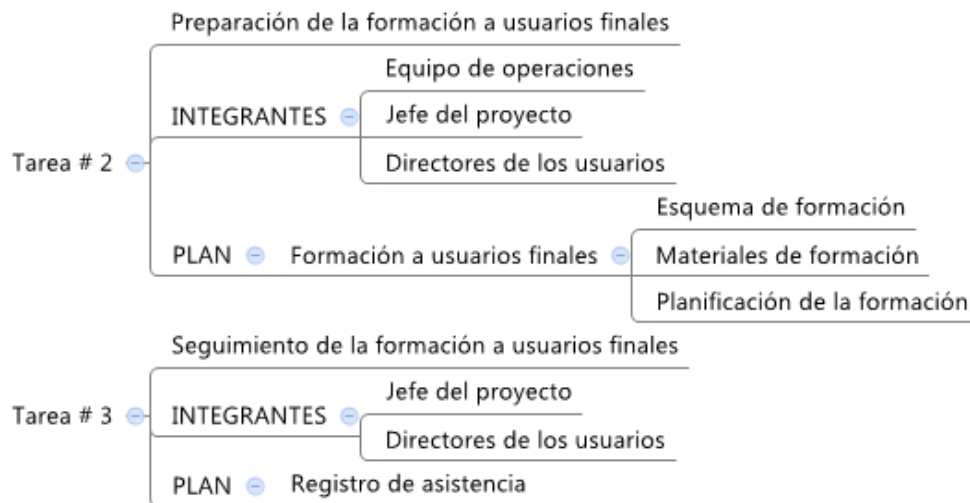 Preparación de la formación a usuarios finales
Equipo de operaciones
INTEGRANTES
Jefe del proyecto
Directores de los usuarios
Tarea # 2
Esquema de formación
PLAN
Formación a usuarios finales
Materiales de formación
Planificación de la formación
Seguimiento de la formación a usuarios finales
Jefe del proyecto
Tarea # 3
INTEGRANTES
Directores de los usuarios
PLAN
Registro de asistencia